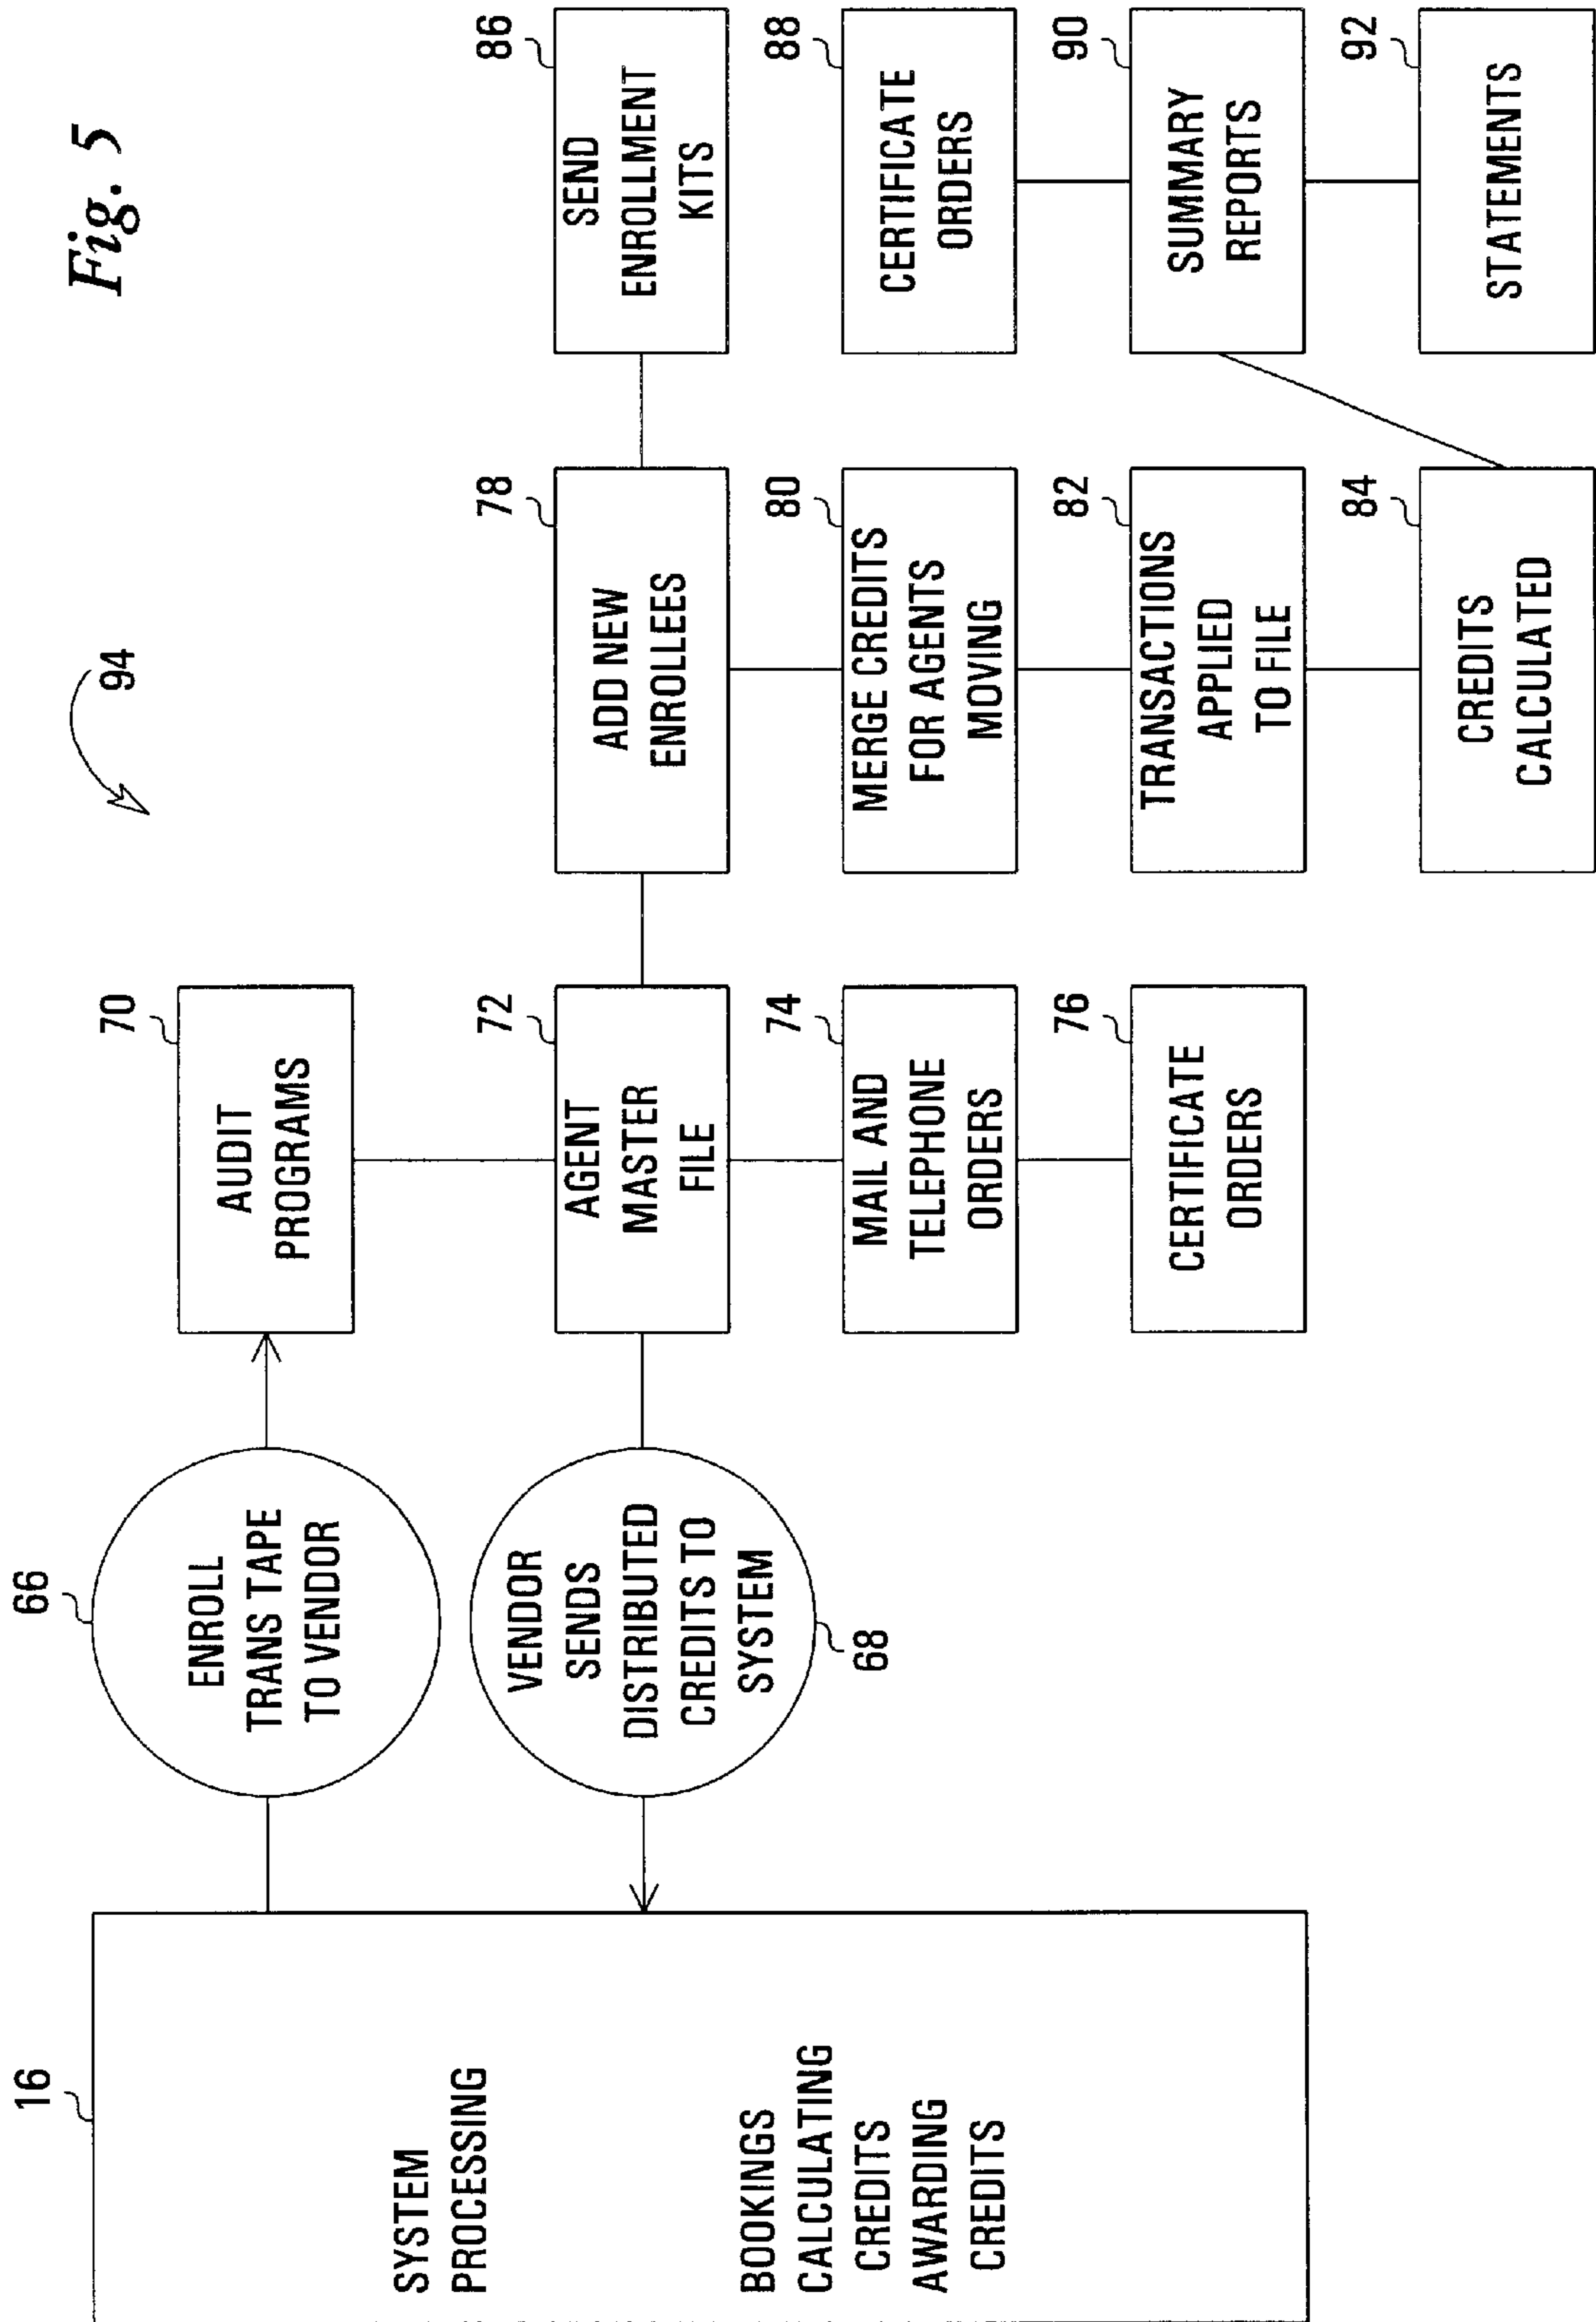 Fig. 5
94
16
SYSTEM
PROCESSING
BOOKINGS
CALCULATING
CREDITS
AWARDING
CREDITS
66
ENROLL
TRANS TAPE
TO VENDOR
VENDOR
SENDS
DISTRIBUTED
CREDITS TO
SYSTEM
68
70
AUDIT
PROGRAMS
72
AGENT
MASTER
FILE
74
MAIL AND
TELEPHONE
ORDERS
76
CERTIFICATE
ORDERS
78
ADD NEW
ENROLLEES
80
MERGE CREDITS
FOR AGENTS
MOVING
82
TRANSACTIONS
APPLIED
TO FILE
84
CREDITS
CALCULATED
86
SEND
ENROLLMENT
KITS
88
CERTIFICATE
ORDERS
90
SUMMARY
REPORTS
92
STATEMENTS